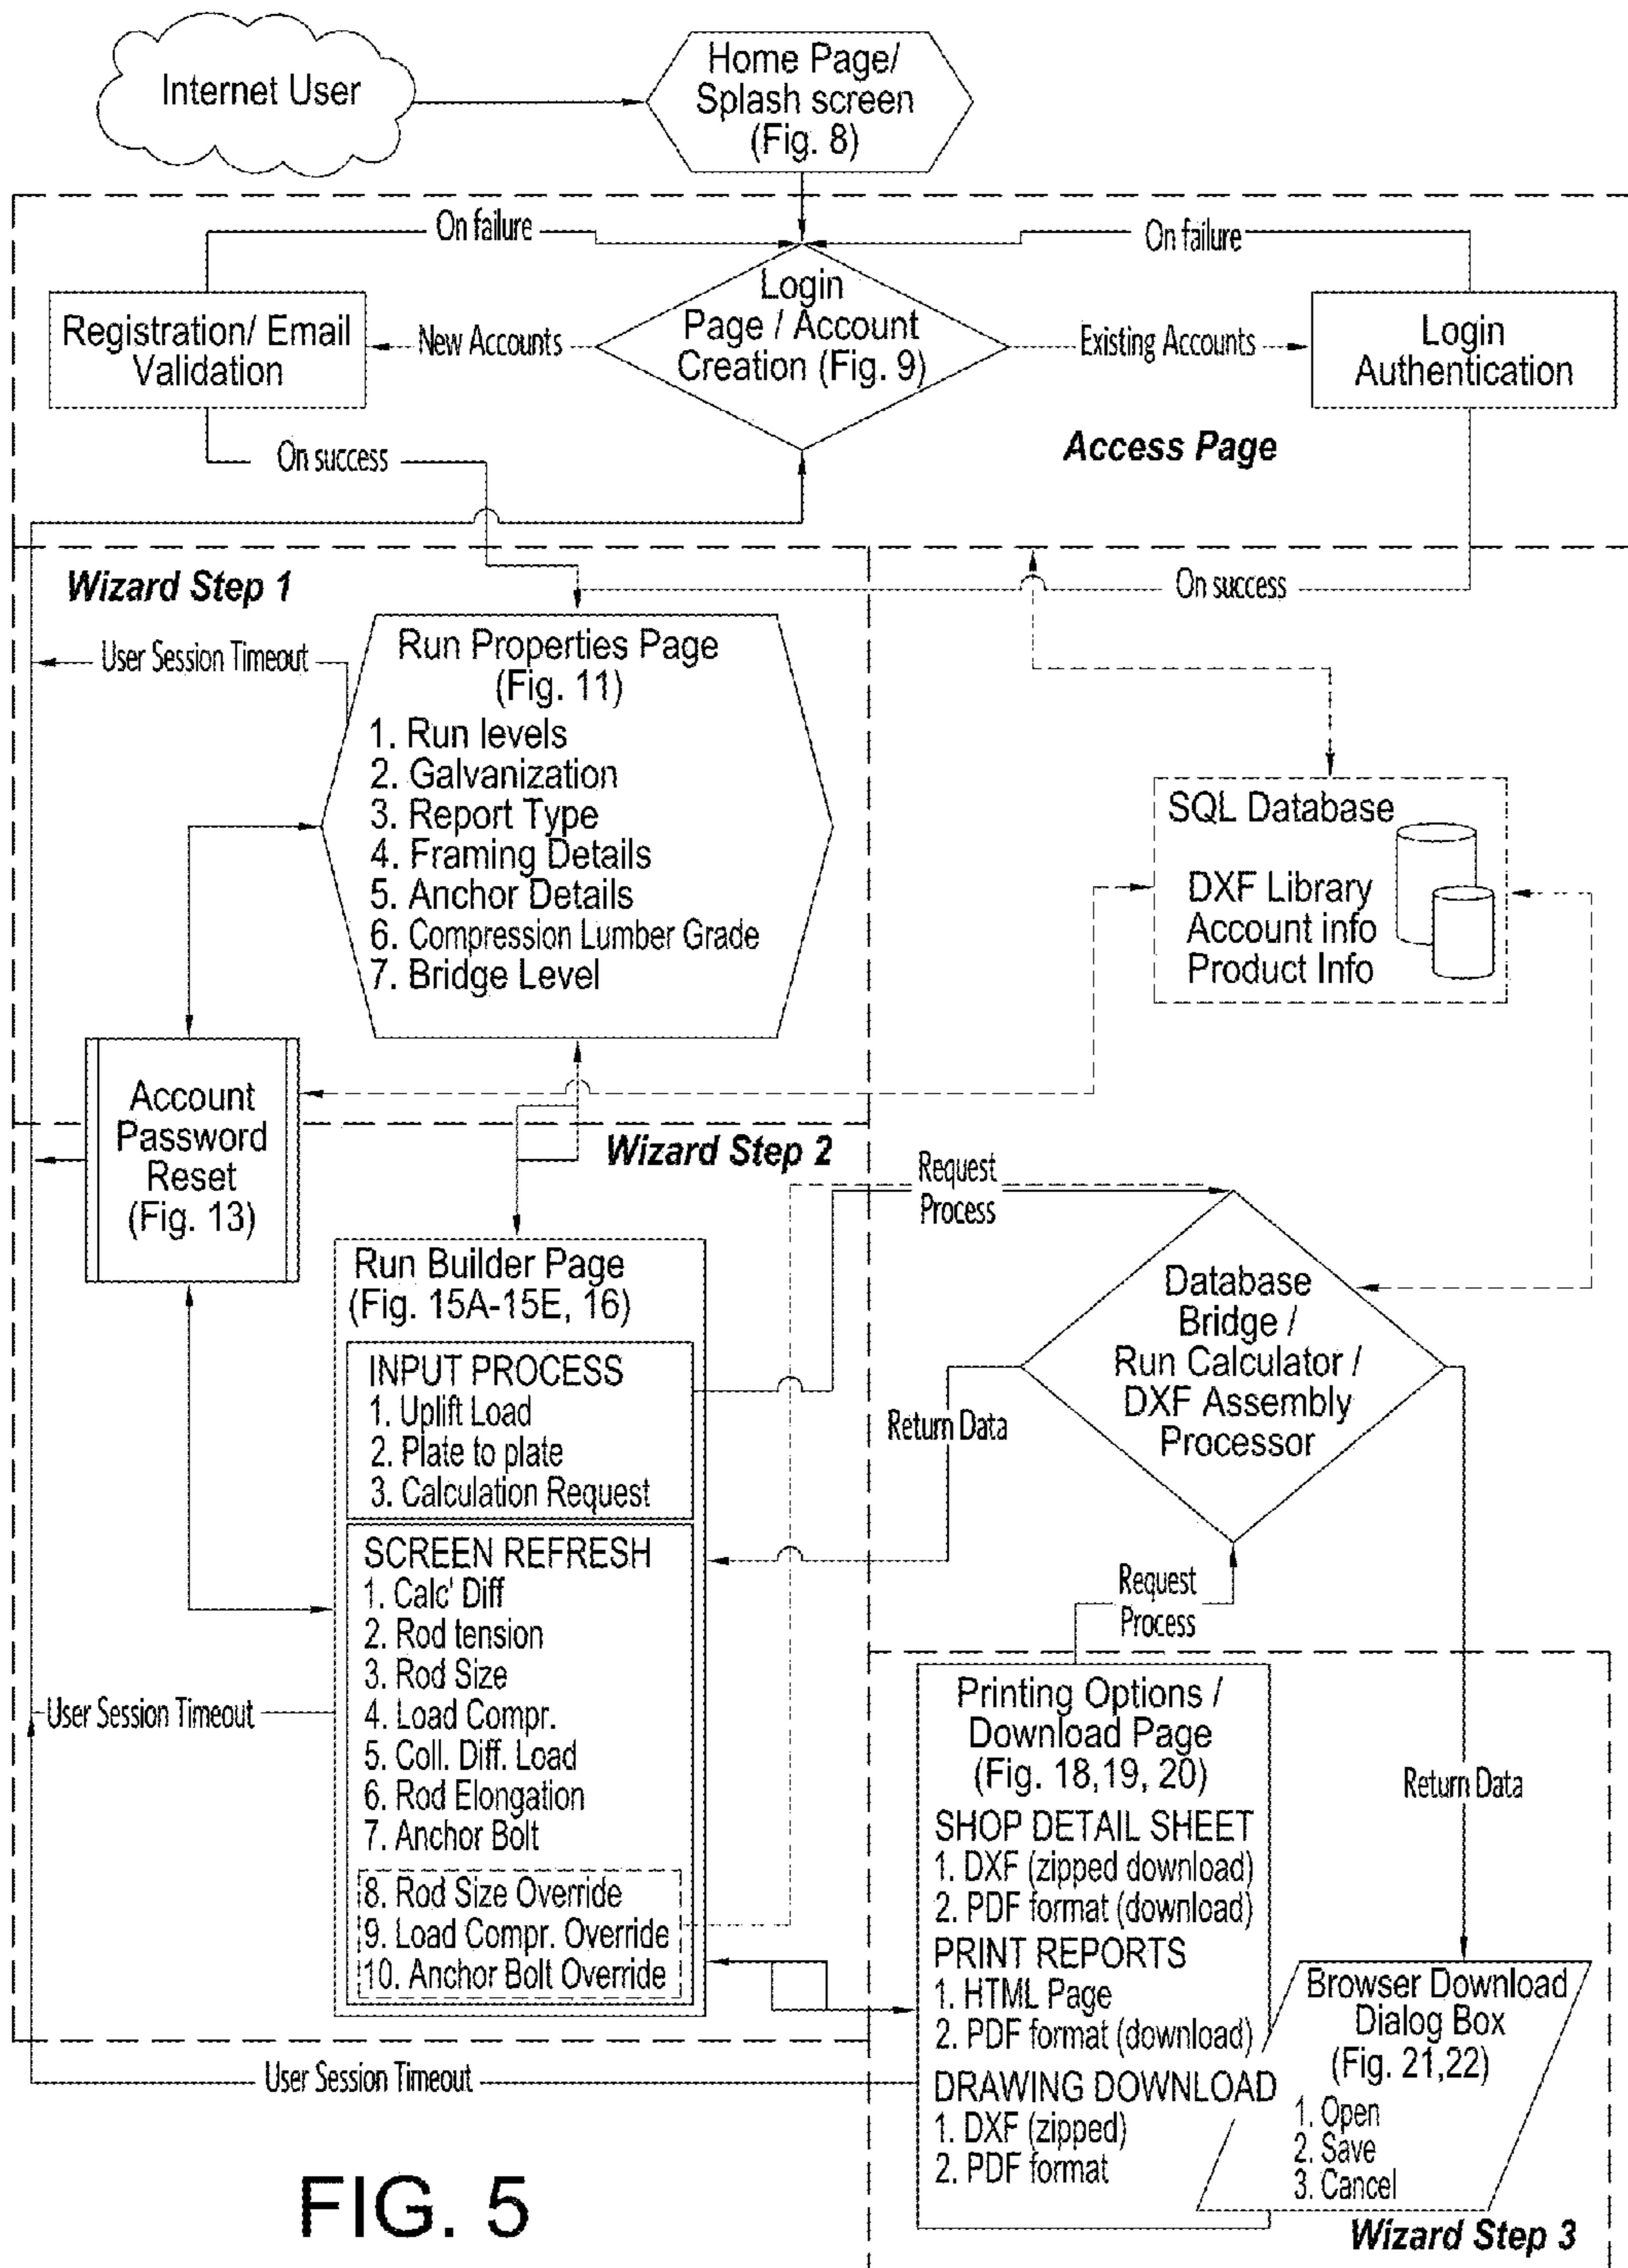 Internet User
Home Page/
Splash screen
(Fig. 8)
On failure
On failure
Login
Page / Account
Creation (Fig. 9)
Registration/ Email
Validation
New Accounts
Existing Accounts
Login
Authentication
On success
Access Page
Wizard Step 1
On success
User Session Timeout
Run Properties Page
(Fig. 11)
1. Run levels
2. Galvanization
3. Report Type
4. Framing Details
5. Anchor Details
6. Compression Lumber Grade
7. Bridge Level
SQL Database
DXF Library
Account info
Product Info
Account
Password
Reset
(Fig. 13)
Wizard Step 2
Request
Process
Run Builder Page
(Fig. 15A-15E, 16)
INPUT PROCESS
1. Uplift Load
2. Plate to plate
3. Calculation Request
Database
Bridge /
Run Calculator /
DXF Assembly
Processor
Return Data
SCREEN REFRESH
1. Calc' Diff
2. Rod tension
3. Rod Size
4. Load Compr.
5. Coll. Diff. Load
6. Rod Elongation
7. Anchor Bolt
8. Rod Size Override
9. Load Compr. Override
10. Anchor Bolt Override
User Session Timeout
Request
Process
Printing Options /
Download Page
(Fig. 18,19, 20)
SHOP DETAIL SHEET
1. DXF (zipped download)
2. PDF format (download)
PRINT REPORTS
1. HTML Page
2. PDF format (download)
DRAWING DOWNLOAD
1. DXF (zipped)
2. PDF format
Return Data
Browser Download
Dialog Box
(Fig. 21,22)
1. Open
2. Save
3. Cancel
User Session Timeout
Wizard Step 3
FIG. 5